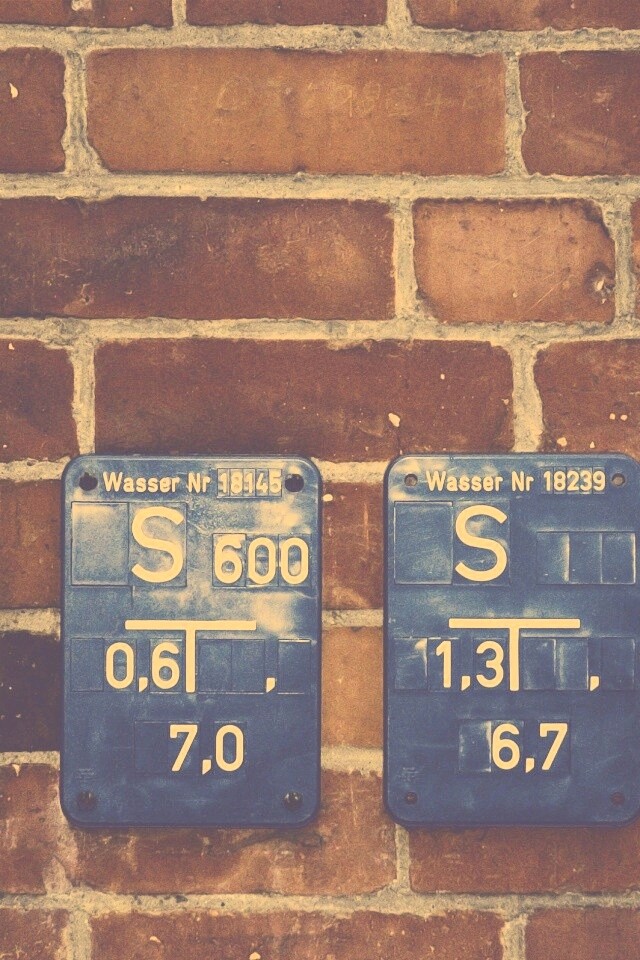 Wasser Nr 18145
S 600
0,6 ,
7,0
Wasser Nr 18239
S
1,3 ,
6,7